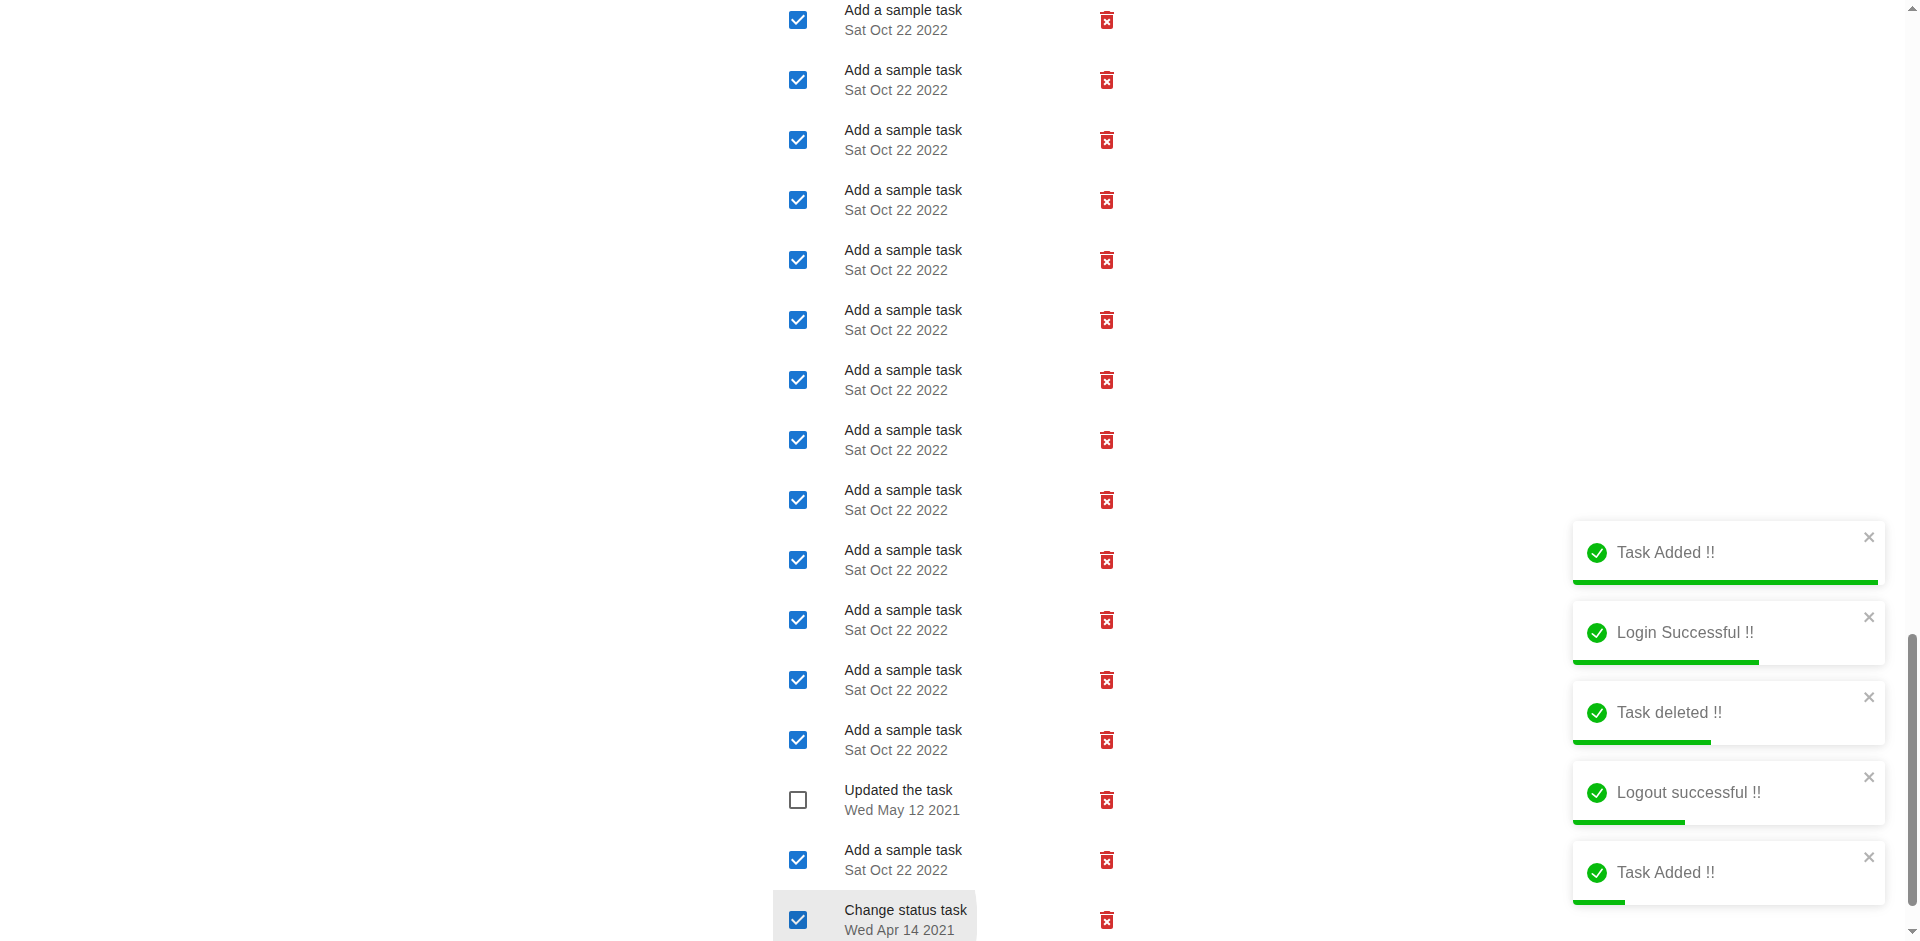 Add a sample task
Sat Oct 22 2022
Add a sample task
Sat Oct 22 2022
Add a sample task
Sat Oct 22 2022
Add a sample task
Sat Oct 22 2022
Add a sample task
Sat Oct 22 2022
Add a sample task
Sat Oct 22 2022
Add a sample task
Sat Oct 22 2022
Add a sample task
Sat Oct 22 2022
Add a sample task
Sat Oct 22 2022
Add a sample task
Sat Oct 22 2022
Add a sample task
Sat Oct 22 2022
Add a sample task
Sat Oct 22 2022
Add a sample task
Sat Oct 22 2022
Updated the task
Wed May 12 2021
Add a sample task
Sat Oct 22 2022
Change status task
Wed Apr 14 2021
Task Added !!
Login Successful !!
Task deleted !!
Logout successful !!
Task Added !!